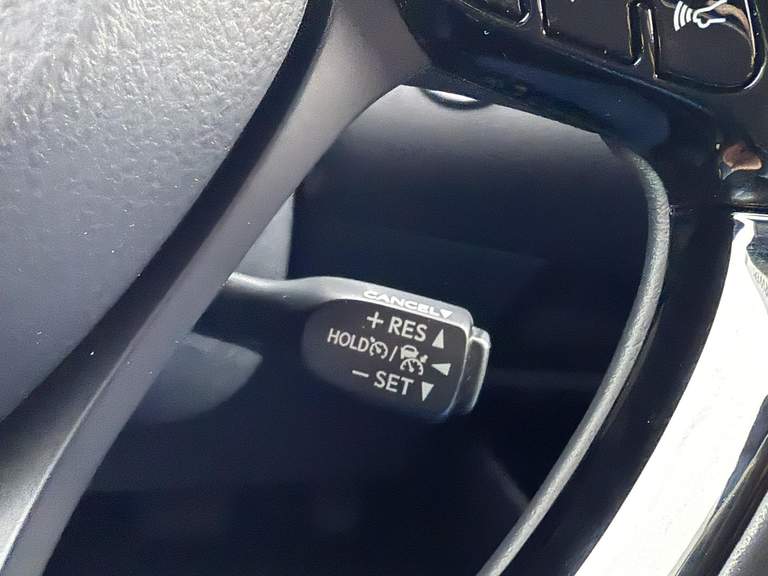 CANCEL▼
+ RES ▲
HOLD /
− SET ▼